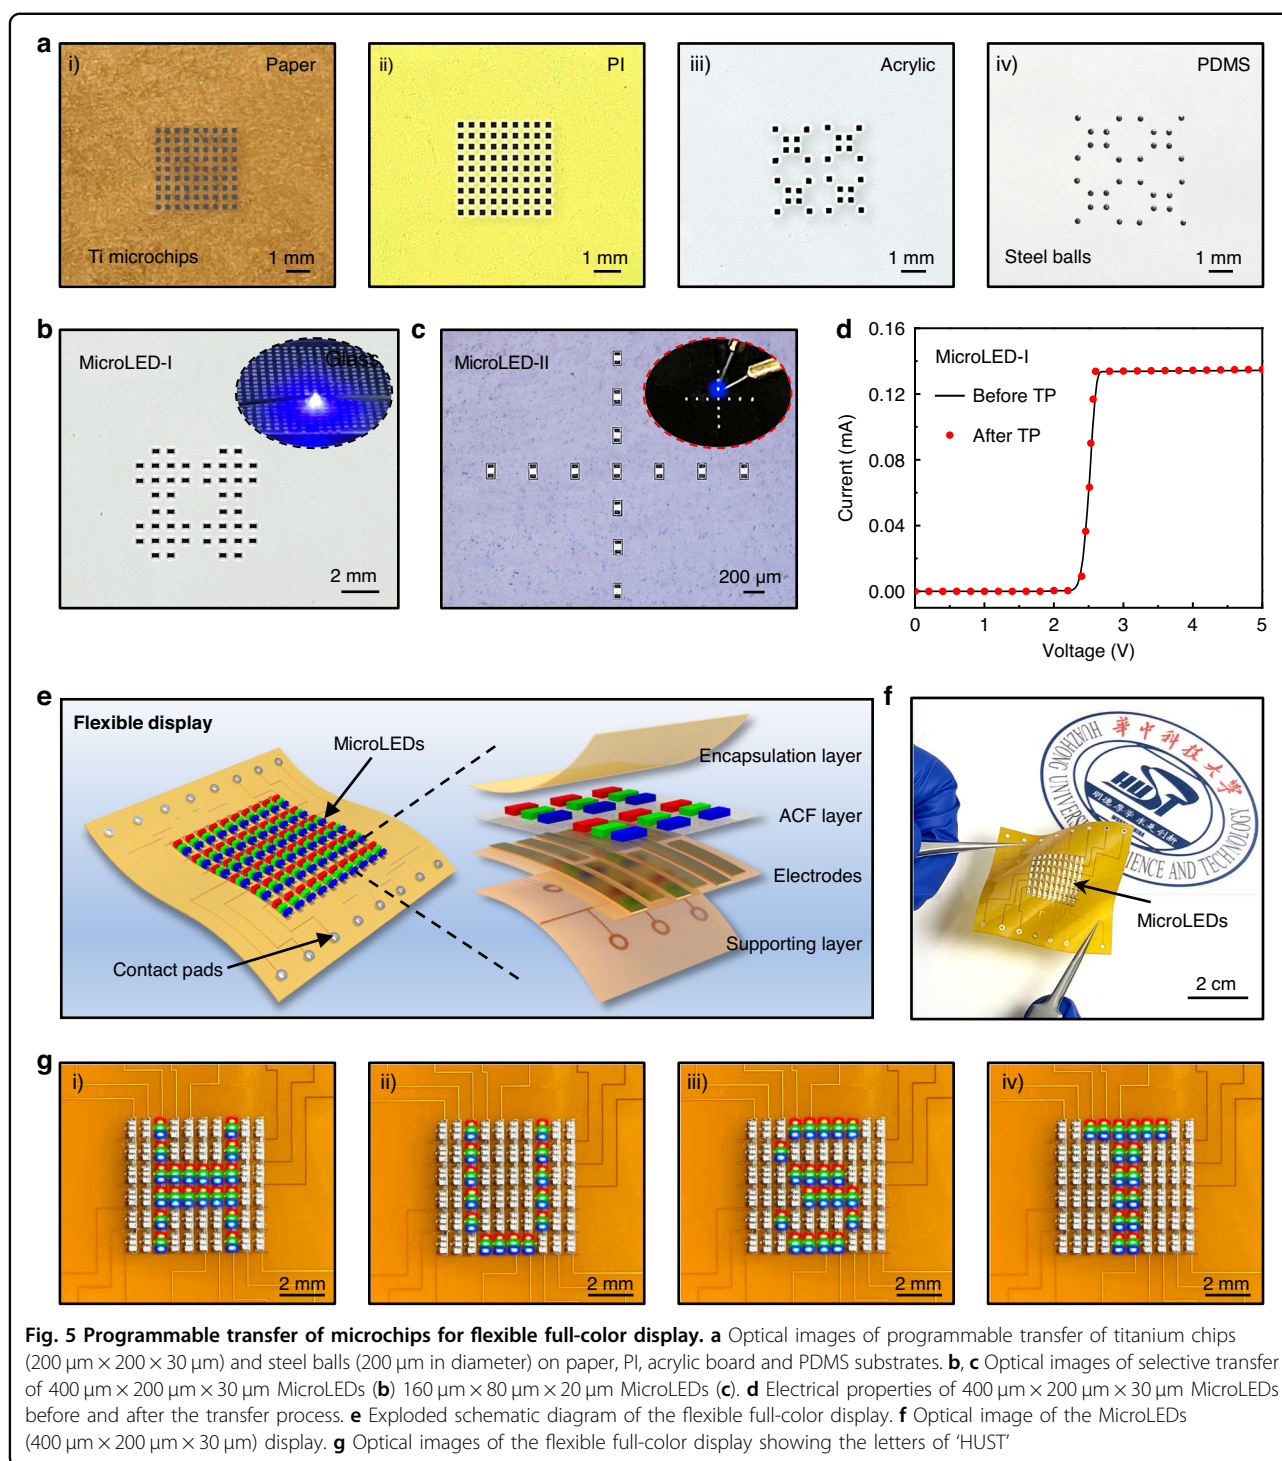 a
i)
Paper
Ti microchips
1 mm
ii)
PI
1 mm
iii)
Acrylic
1 mm
iv)
PDMS
Steel balls
1 mm
b
MicroLED-I
Glass
2 mm
c
MicroLED-II
200 µm
d
0.16
0.12
0.08
0.04
0.00
Current (mA)
MicroLED-I
Before TP
After TP
0
1
2
3
4
5
Voltage (V)
e
Flexible display
MicroLEDs
Contact pads
Encapsulation layer
ACF layer
Electrodes
Supporting layer
f
華中科技大學
HUAZHONG UNIVERS
IENCE AND TECHNOLOGY
HUST
MicroLEDs
2 cm
g
i)
2 mm
ii)
2 mm
iii)
2 mm
iv)
2 mm
Fig. 5 Programmable transfer of microchips for flexible full-color display. a Optical images of programmable transfer of titanium chips
(200 µm × 200 × 30 µm) and steel balls (200 µm in diameter) on paper, PI, acrylic board and PDMS substrates. b, c Optical images of selective transfer
of 400 µm × 200 µm × 30 µm MicroLEDs (b) 160 µm × 80 µm × 20 µm MicroLEDs (c). d Electrical properties of 400 µm × 200 µm × 30 µm MicroLEDs
before and after the transfer process. e Exploded schematic diagram of the flexible full-color display. f Optical image of the MicroLEDs
(400 µm × 200 µm × 30 µm) display. g Optical images of the flexible full-color display showing the letters of ‘HUST’